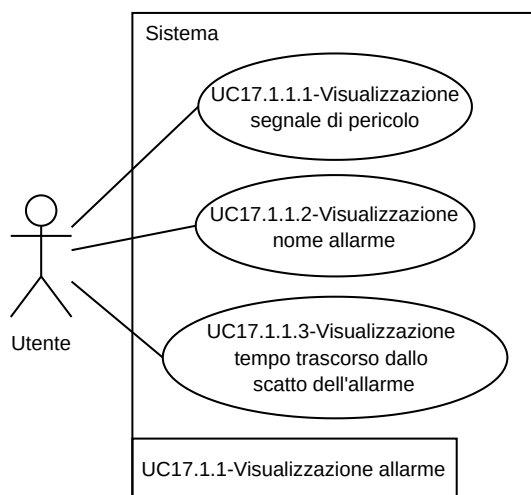 Sistema
UC17.1.1.1-Visualizzazione
segnale di pericolo
UC17.1.1.2-Visualizzazione
nome allarme
Utente
UC17.1.1.3-Visualizzazione
tempo trascorso dallo
scatto dell'allarme
UC17.1.1-Visualizzazione allarme